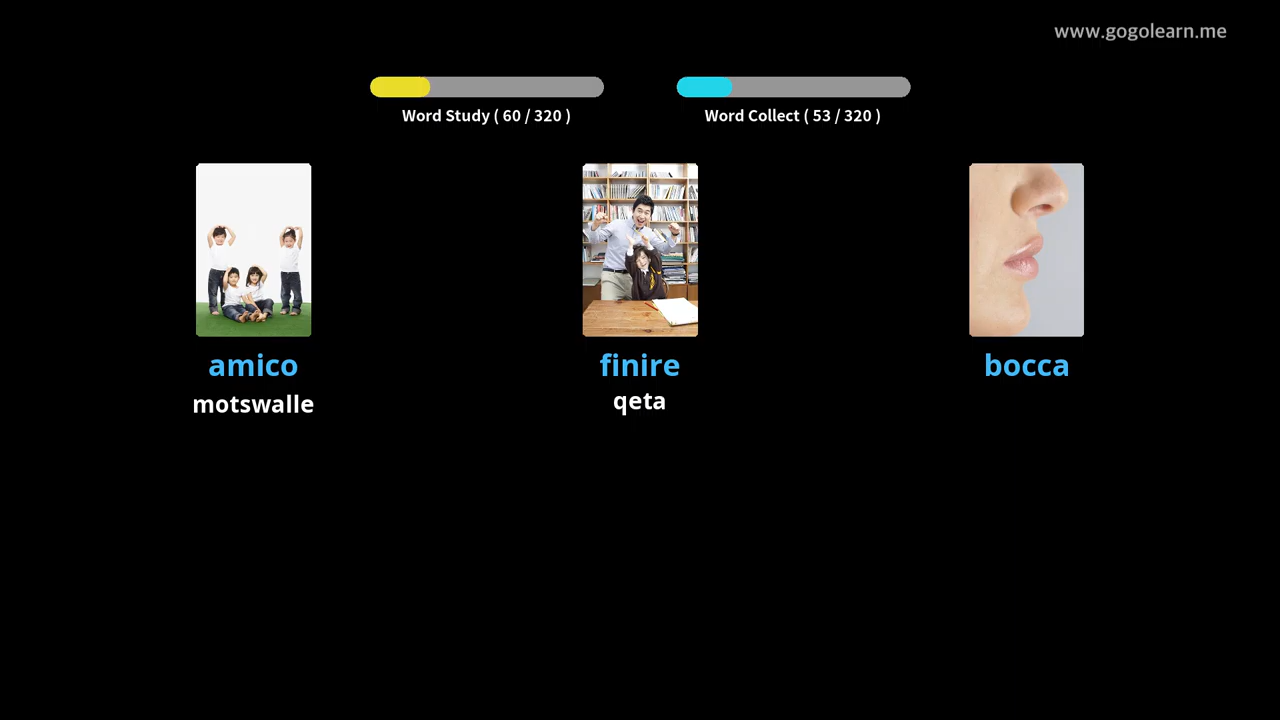 www.gogolearn.me
Word Study ( 60 / 320 )
Word Collect ( 53 / 320 )
amico
finire
bocca
motswalle
qeta